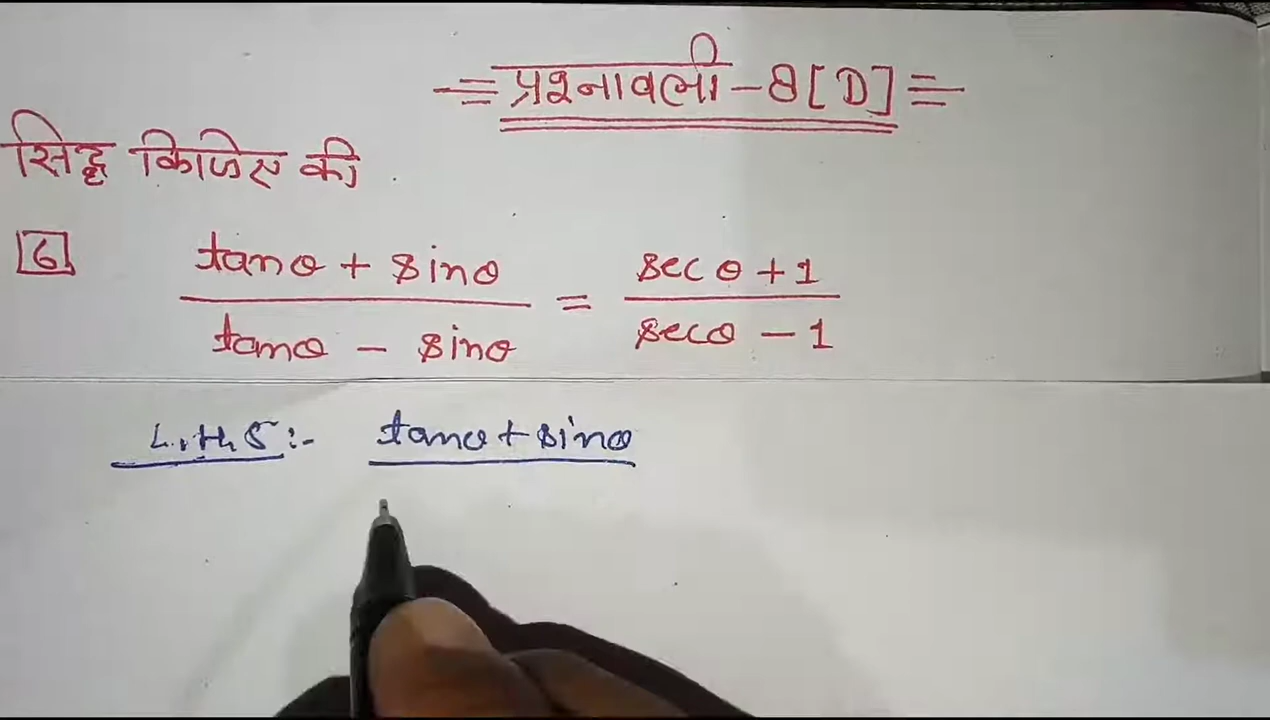 प्रश्नावली - 8 [D]
सिद्ध किजिए की
6 tanθ + sinθ / tanθ - sinθ = secθ + 1 / secθ - 1
L.H.S :- tanθ + sinθ